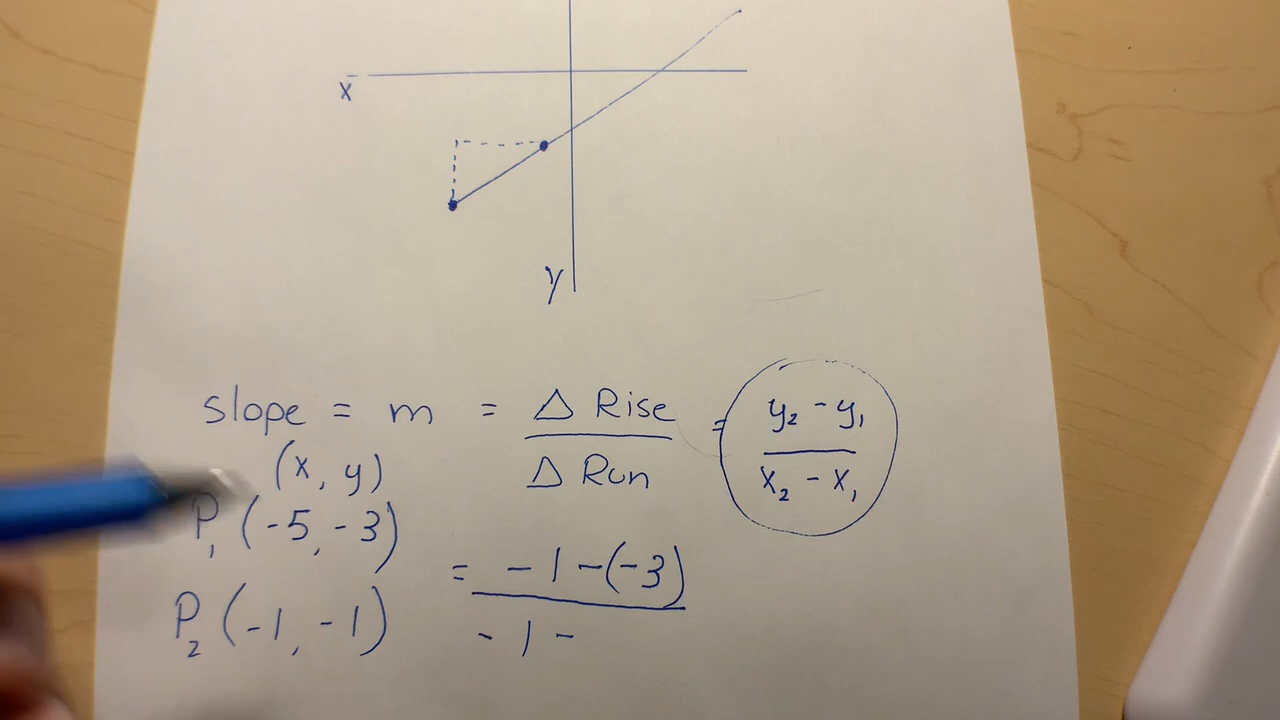 x
y
slope = m = Δ Rise / Δ Run = y₂ - y₁ / x₂ - x₁
(x, y)
P₁ (-5, -3)
= -1 - (-3) / -1 -
P₂ (-1, -1)